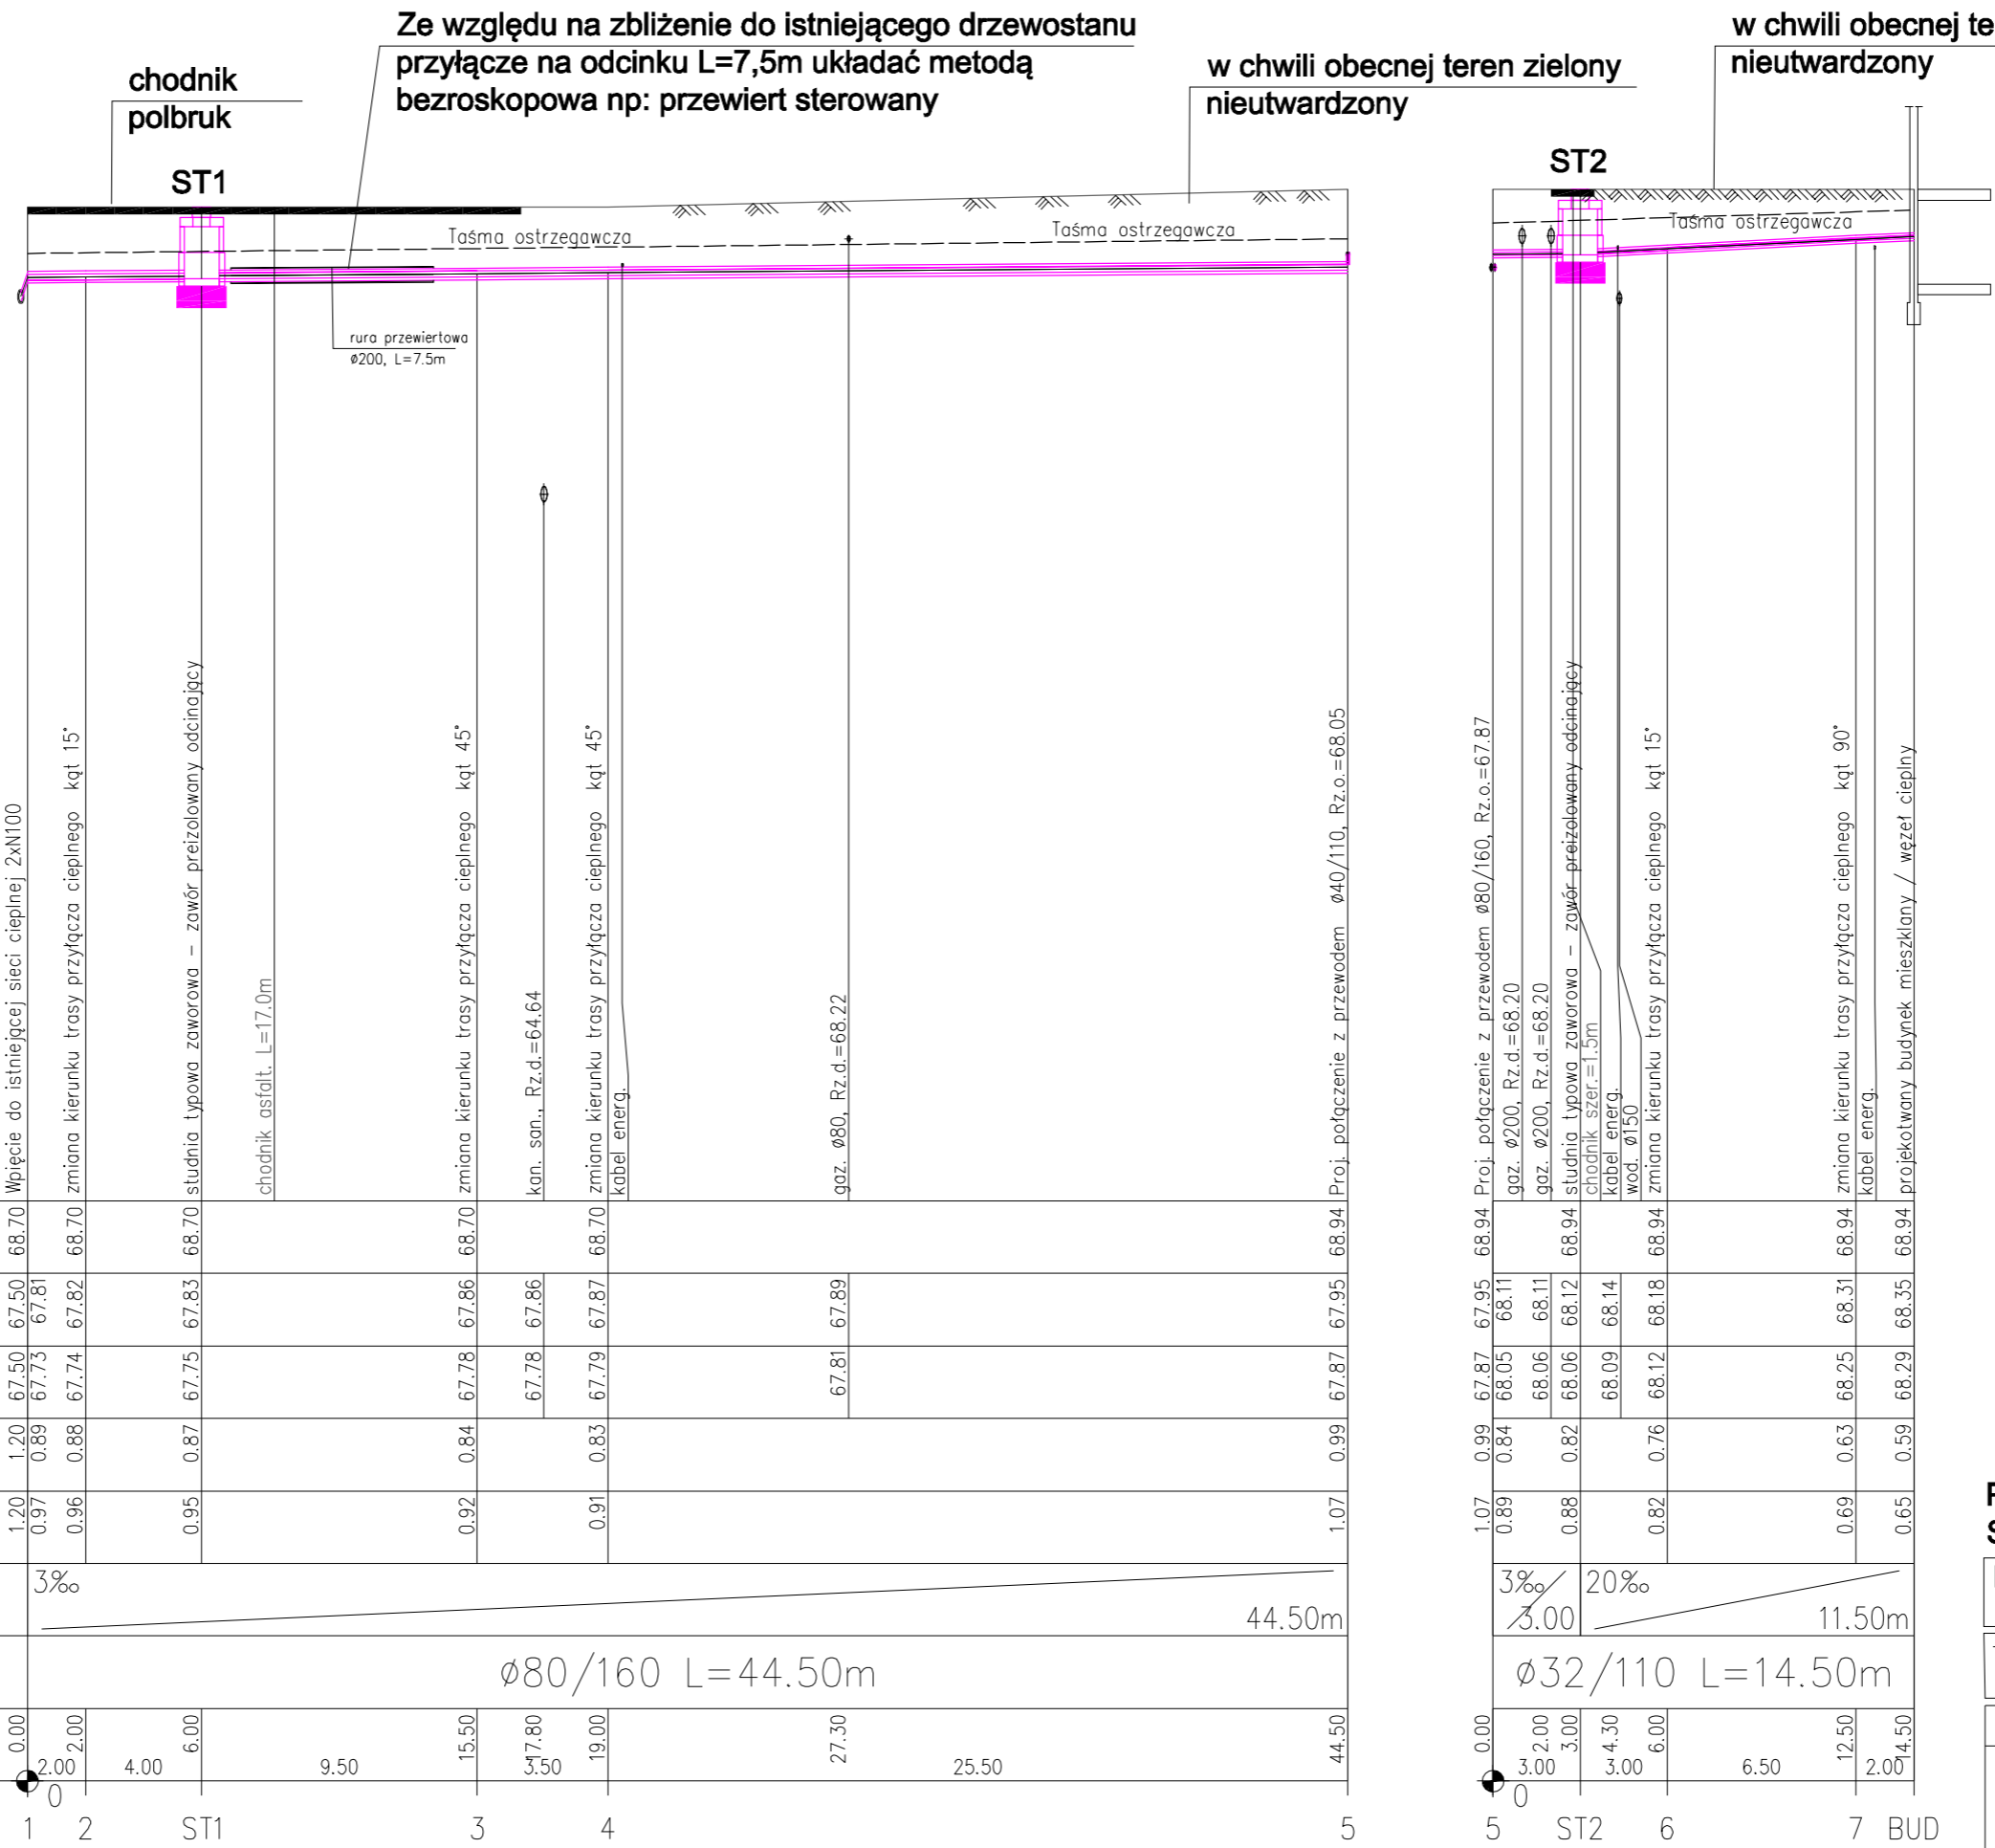 Ze względu na zbliżenie do istniejącego drzewostanu
przyłącze na odcinku L=7,5m układać metodą
bezroskopowa np: przewiert sterowany
chodnik
polbruk
w chwili obecnej teren zielony
nieutwardzony
w chwili obecnej te
nieutwardzony
ST1
ST2
Taśma ostrzegawcza
Taśma ostrzegawcza
Taśma ostrzegawcza
rura przewiertowa
ø200, L=7.5m
Wpięcie do istniejącej sieci cieplnej 2xN100
zmiana kierunku trasy przyłącza cieplnego kąt 15°
studnia typowa zaworowa – zawór preizolowany odcinający
chodnik asfalt. L=17.0m
zmiana kierunku trasy przyłącza cieplnego kąt 45°
kan. san., Rz.d.=64.64
zmiana kierunku trasy przyłącza cieplnego kąt 45°
kabel energ.
gaz. ø80, Rz.d.=68.22
Proj. połączenie z przewodem ø40/110, Rz.o.=68.05
Proj. połączenie z przewodem ø80/160, Rz.o.=67.87
gaz. ø200, Rz.d.=68.20
gaz. ø200, Rz.d.=68.20
studnia typowa zaworowa – zawór preizolowany odcinający
chodnik szer.=1.5m
kabel energ.
wod. ø150
zmiana kierunku trasy przyłącza cieplnego kąt 15°
zmiana kierunku trasy przyłącza cieplnego kąt 90°
kabel energ.
projekotwany budynek mieszklany / węzeł cieplny
68.70 68.70 68.70 68.70 68.70 68.94 68.94 68.94 68.94 68.94 68.94
67.50 67.81 67.82 67.83 67.86 67.86 67.87 67.89 67.95 67.95 68.11 68.11 68.12 68.14 68.18 68.31 68.35
67.50 67.73 67.74 67.75 67.78 67.78 67.79 67.81 67.87 67.87 68.05 68.06 68.06 68.09 68.12 68.25 68.29
1.20 0.89 0.88 0.87 0.84 0.83 0.99 0.99 0.84 0.82 0.76 0.63 0.59
1.20 0.97 0.96 0.95 0.92 0.91 1.07 1.07 0.89 0.88 0.82 0.69 0.65
3‰ 44.50m 3‰ 3.00 20‰ 11.50m
ø80/160 L=44.50m ø32/110 L=14.50m
0.00 2.00 6.00 15.50 17.80 19.00 27.30 44.50 0.00 2.00 3.00 4.30 6.00 12.50 14.50
2.00 4.00 9.50 3.50 25.50 3.00 3.00 6.50 2.00
0 0
1 2 ST1 3 4 5 5 ST2 6 7 BUD